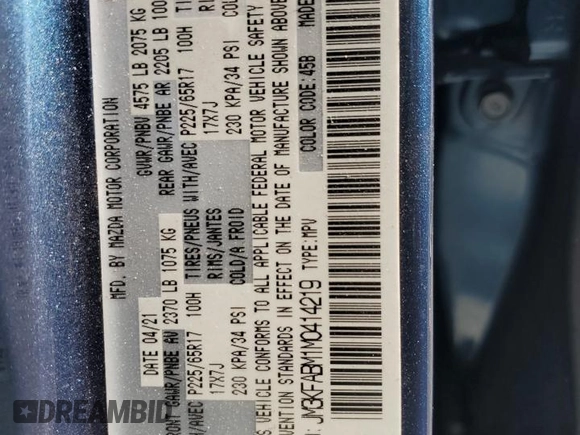 MFD. BY MAZDA MOTOR CORPORATION
DATE 04/21 GVWR/PNBV 4575 LB 2075 KG
FRONT GAWR/PNBE AV 2370 LB 1075 KG REAR GAWR/PNBE AR 2205 LB 100
WITH/AVEC P225/65R17 100H TIRES/PNEUS WITH/AVEC P225/65R17 100H
17X7J RIMS/JANTES 17X7J
230 KPA/34 PSI COLD/A FROID 230 KPA/34 PSI
VEHICLE CONFORMS TO ALL APPLICABLE FEDERAL MOTOR VEHICLE SAFETY
STANDARDS IN EFFECT ON THE DATE OF MANUFACTURE SHOWN ABOVE
JM3KFABM1M0414219 TYPE:MPV COLOR CODE:45B
DREAMBID